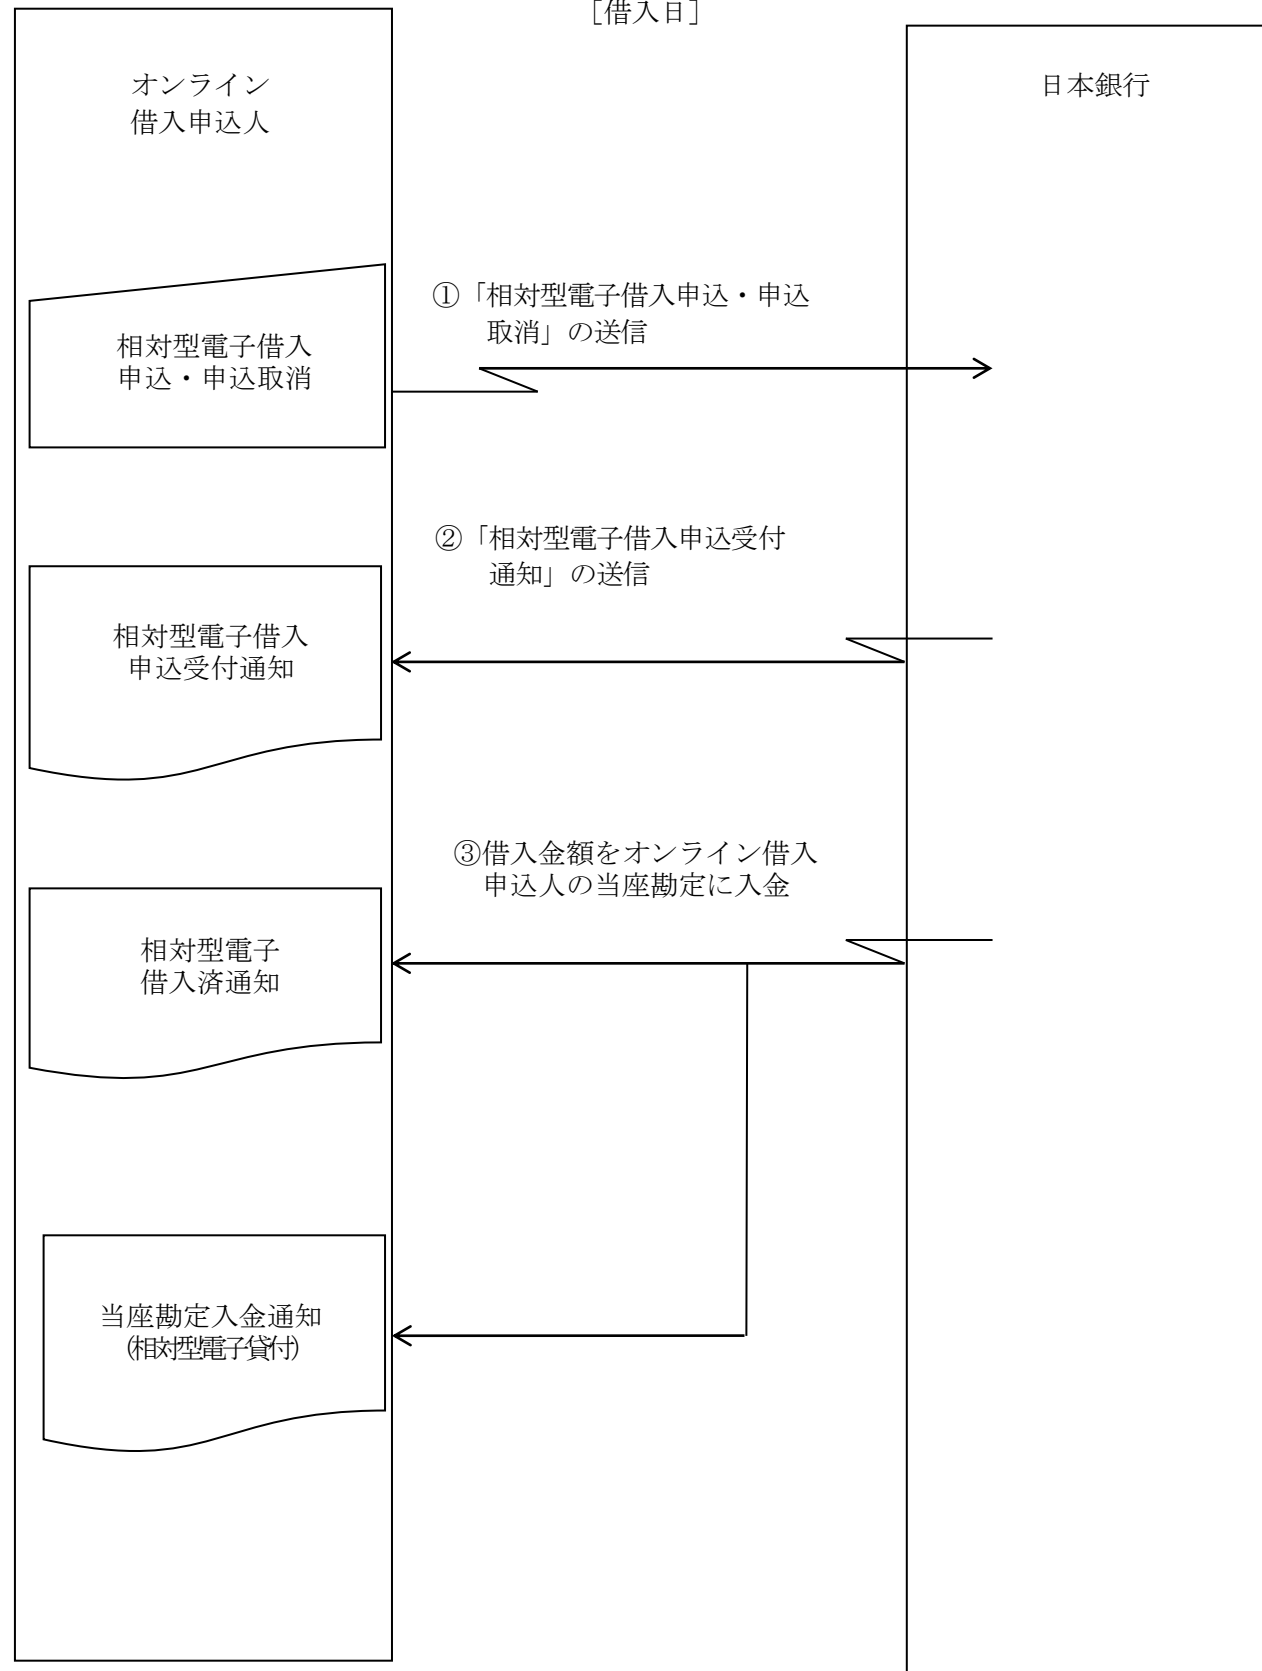 ［借入日］
オンライン
借入申込人
日本銀行
①「相対型電子借入申込・申込
取消」の送信
相対型電子借入
申込・申込取消
②「相対型電子借入申込受付
通知」の送信
相対型電子借入
申込受付通知
③借入金額をオンライン借入
申込人の当座勘定に入金
相対型電子
借入済通知
当座勘定入金通知
(相対型電子貸付)